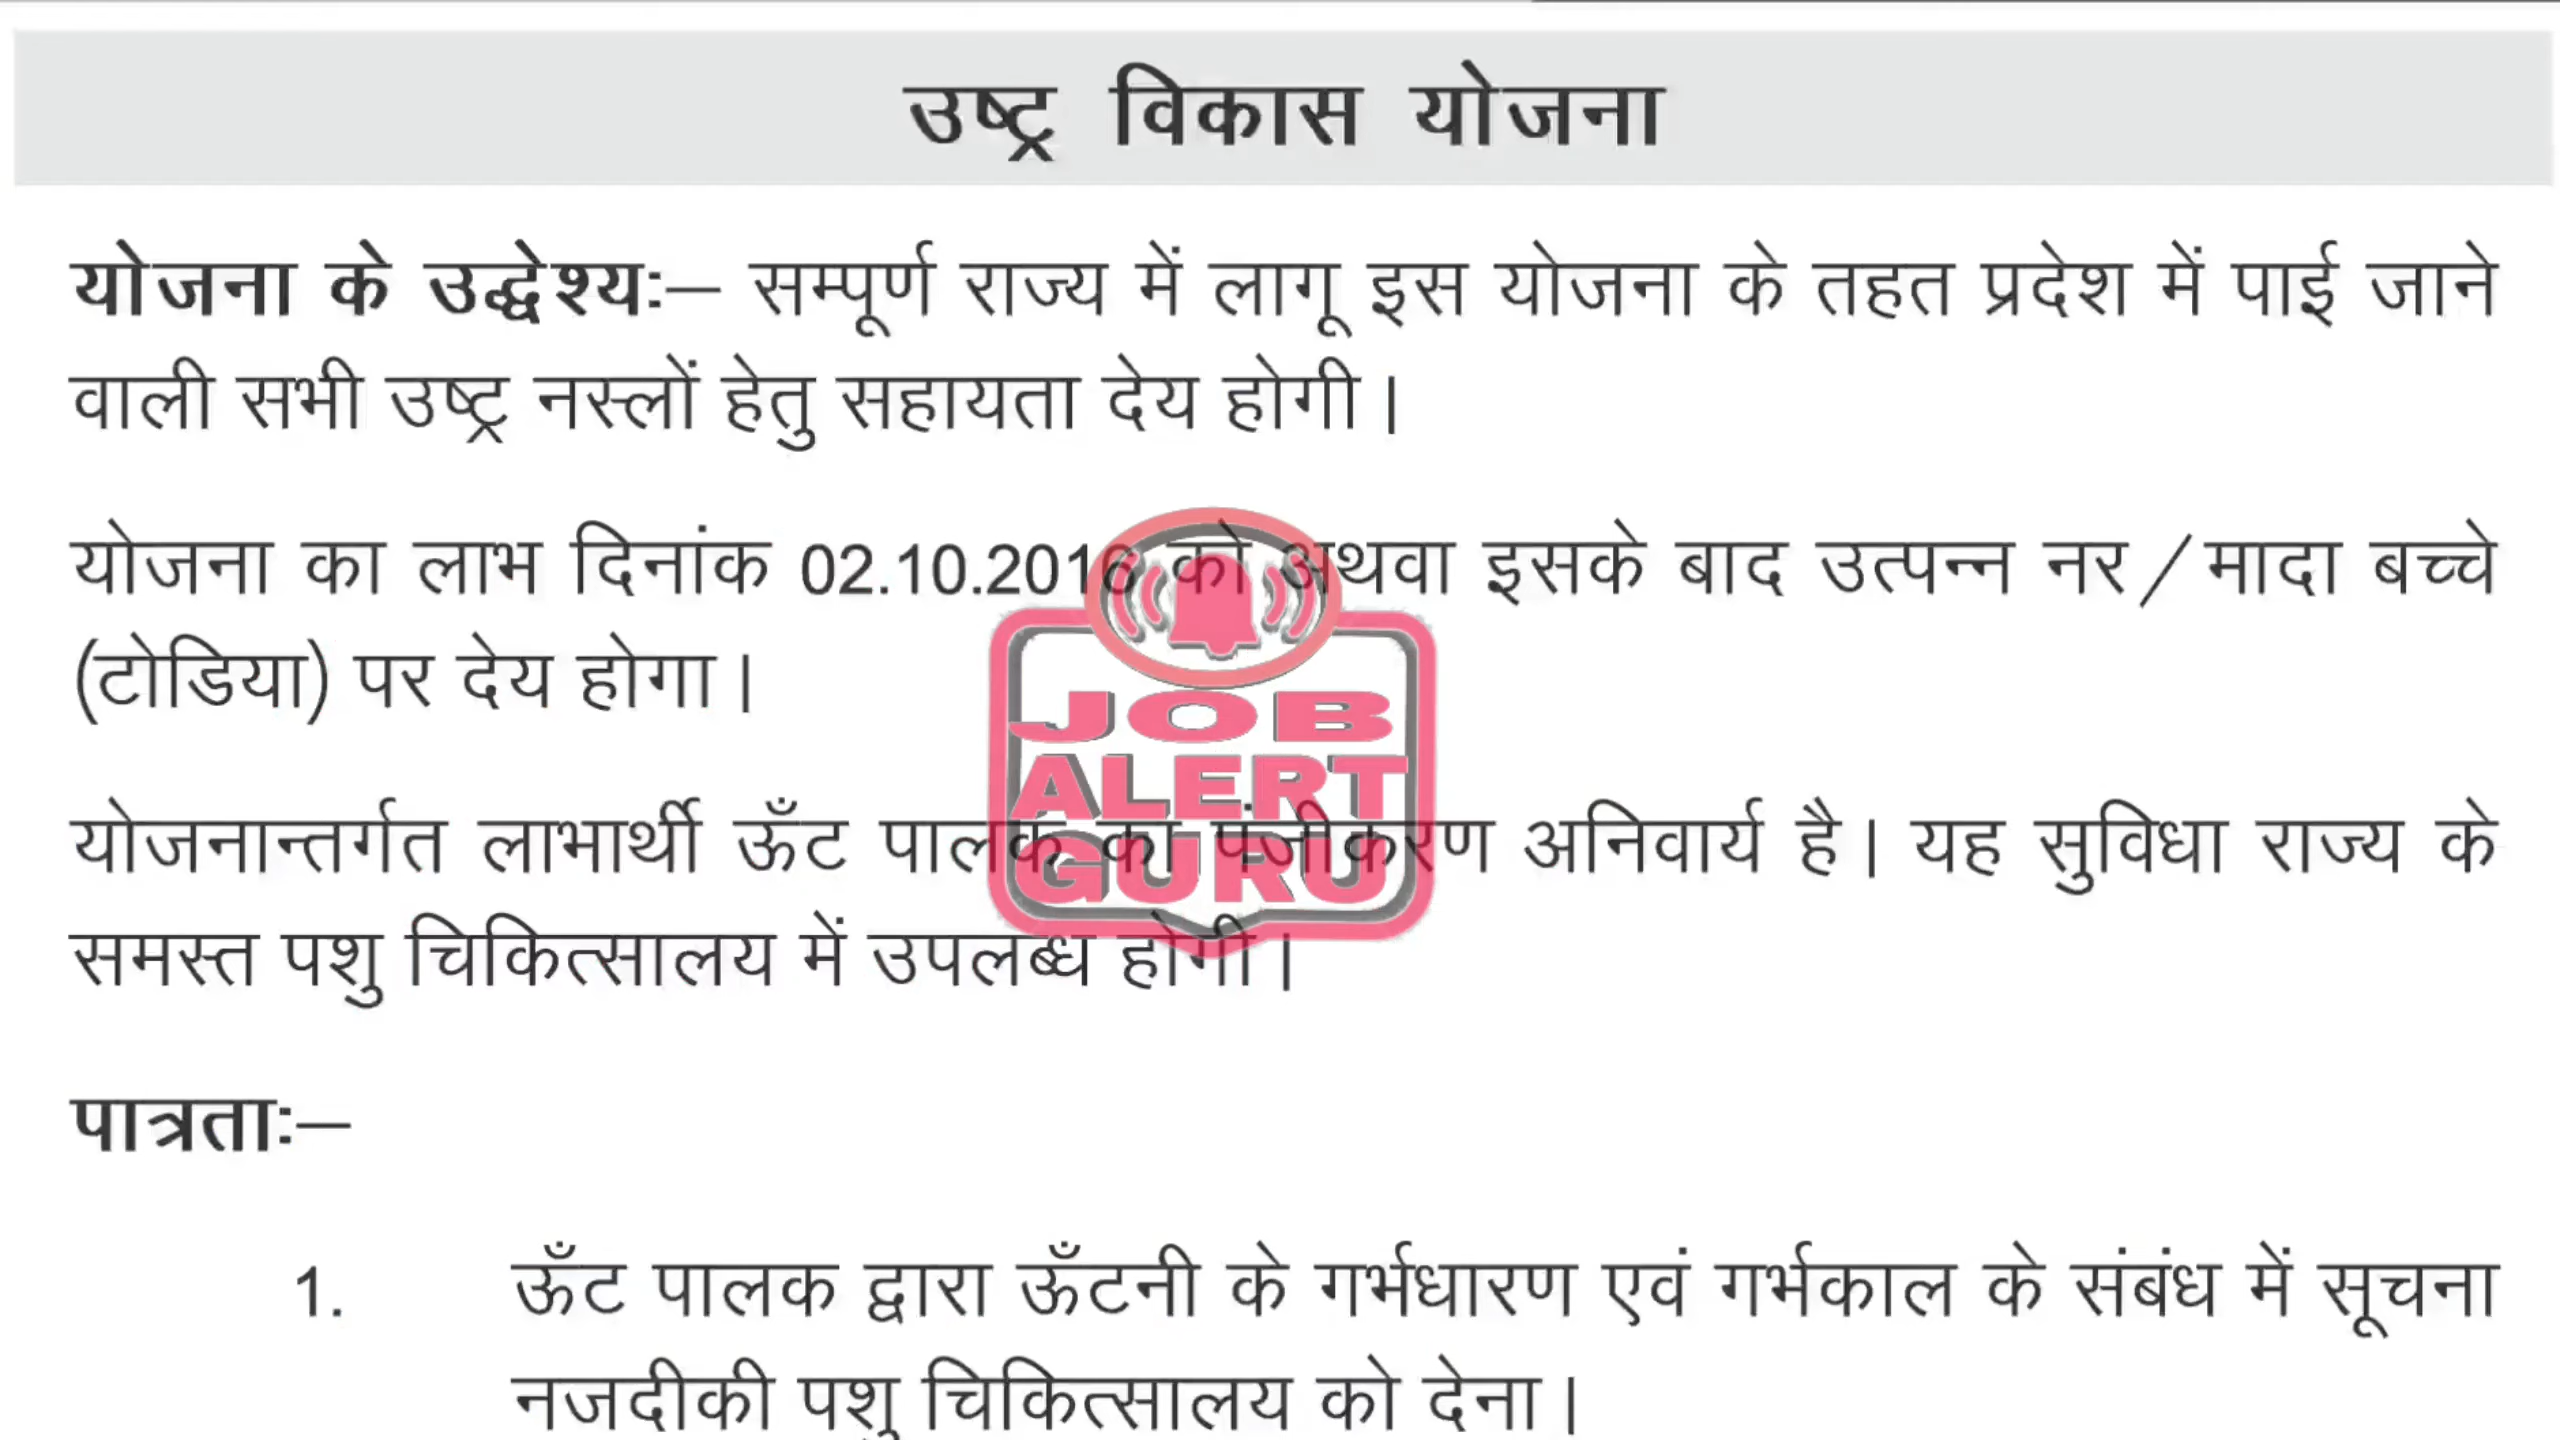 उष्ट्र विकास योजना
योजना के उद्धेश्यः– सम्पूर्ण राज्य में लागू इस योजना के तहत प्रदेश में पाई जाने
वाली सभी उष्ट्र नस्लों हेतु सहायता देय होगी।
योजना का लाभ दिनांक 02.10.2016 को अथवा इसके बाद उत्पन्न नर/मादा बच्चे
(टोडिया) पर देय होगा।
योजनान्तर्गत लाभार्थी ऊँट पालक का पंजीकरण अनिवार्य है। यह सुविधा राज्य के
समस्त पशु चिकित्सालय में उपलब्ध होगी।
JOB
ALERT
GURU
पात्रताः–
1. ऊँट पालक द्वारा ऊँटनी के गर्भधारण एवं गर्भकाल के संबंध में सूचना
नजदीकी पशु चिकित्सालय को देना।